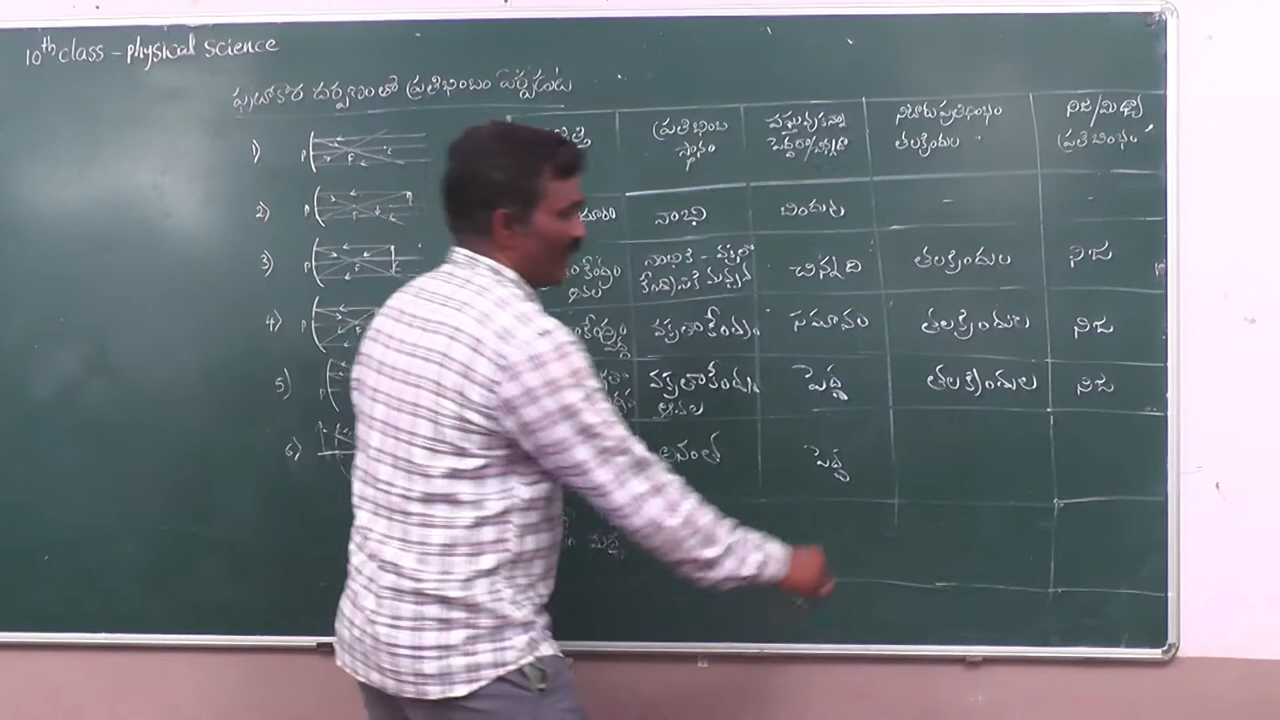 10th class - physical science
పుటాకార దర్పణంతో ప్రతిభింబం ఏర్పడుట
ప్రతిభింబ స్థానం
వస్తువుకన్నా పెద్దదా/చిన్నదా
నిటారు ప్రతిభింభం తలక్రిందుల
నిజ/మిథ్యా ప్రతిబింభం
1) P F C
2) P F C నాభి బిందురూప - -
3) P F C నాభికి - వక్రతా కేంద్రానికి మధ్యన చిన్నది తలక్రిందుల నిజ
4) P F వక్రతాకేంద్రం సమానం తలక్రిందుల నిజ
5) P వక్రతాకేంద్రం ఆవల పెద్ద తలక్రిందుల నిజ
6) అనంత పెద్ద
మధ్య